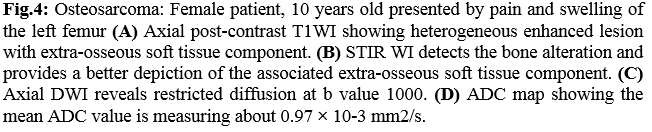 Fig.4: Osteosarcoma: Female patient, 10 years old presented by pain and swelling of
the left femur (A) Axial post-contrast T1WI showing heterogeneous enhanced lesion
with extra-osseous soft tissue component. (B) STIR WI detects the bone alteration and
provides a better depiction of the associated extra-osseous soft tissue component. (C)
Axial DWI reveals restricted diffusion at b value 1000. (D) ADC map showing the
mean ADC value is measuring about 0.97 × 10-3 mm2/s.